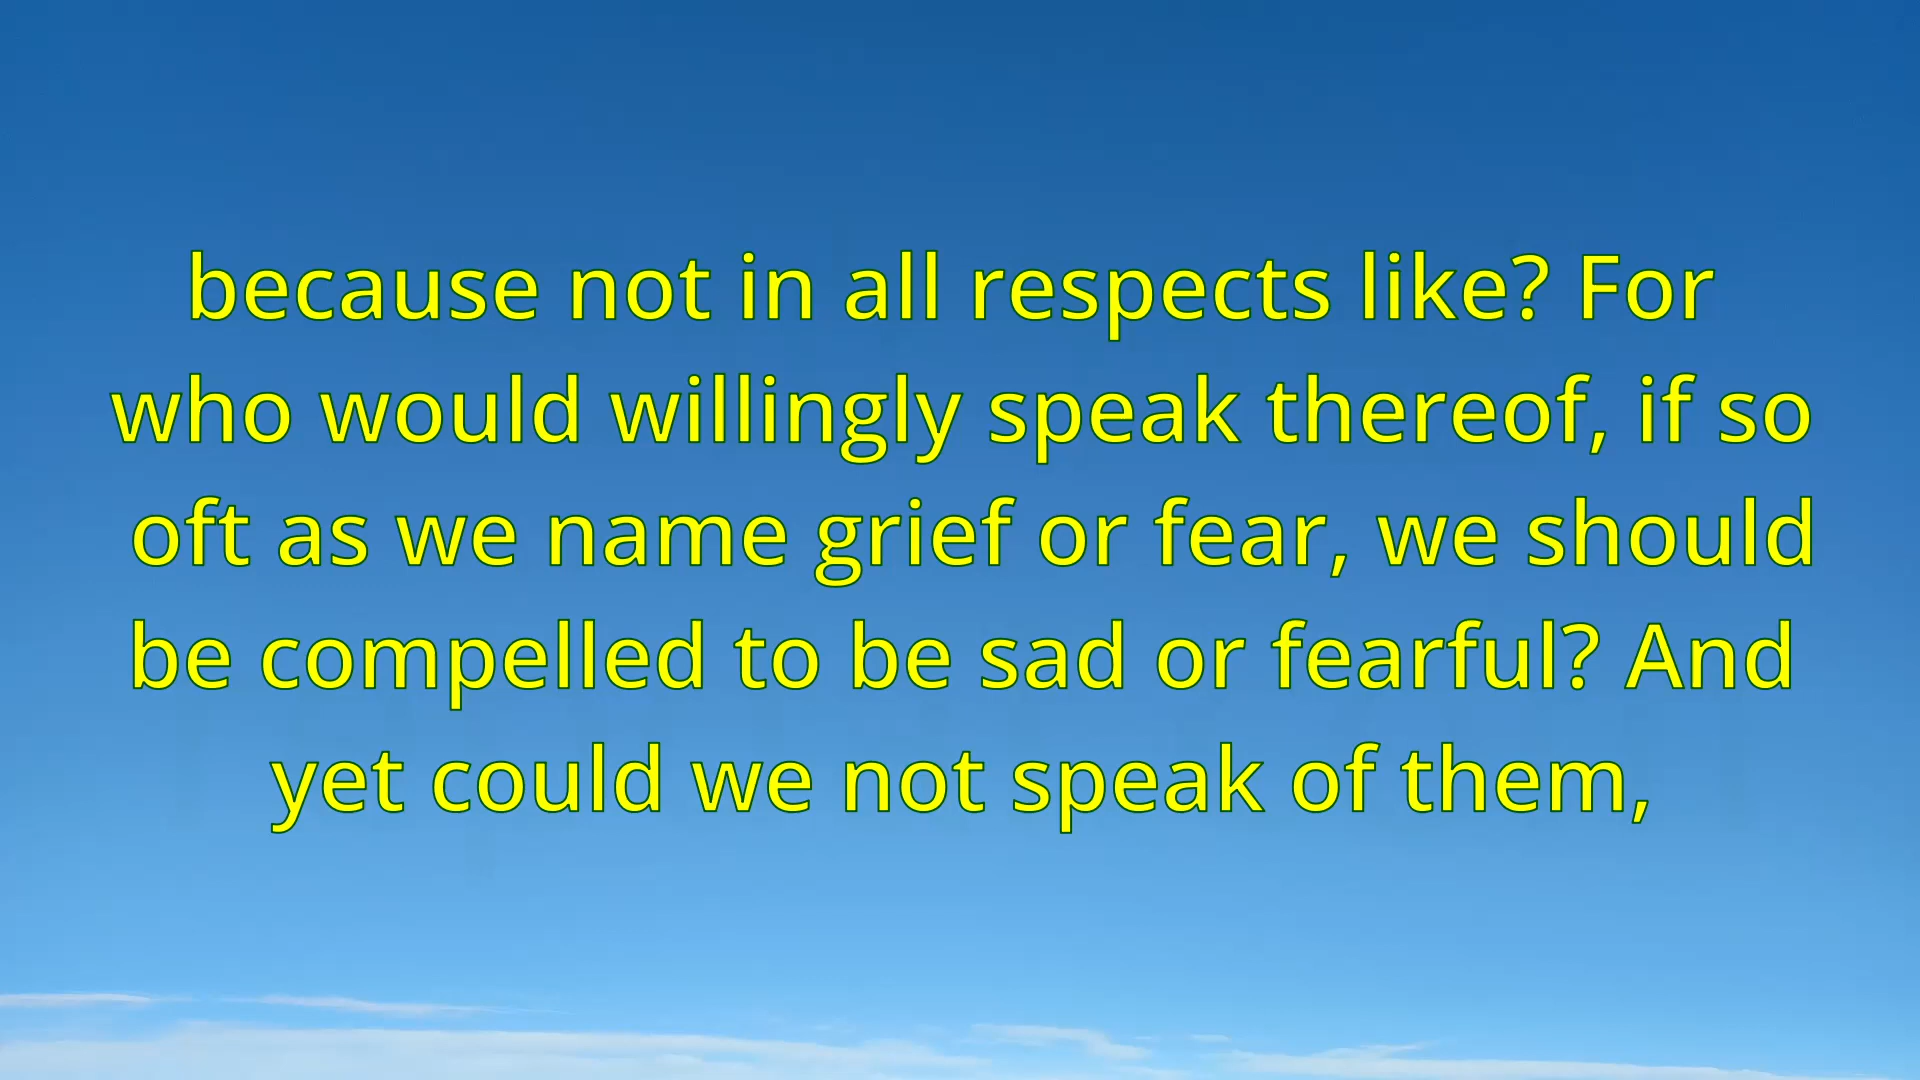 because not in all respects like? For
who would willingly speak thereof, if so
oft as we name grief or fear, we should
be compelled to be sad or fearful? And
yet could we not speak of them,